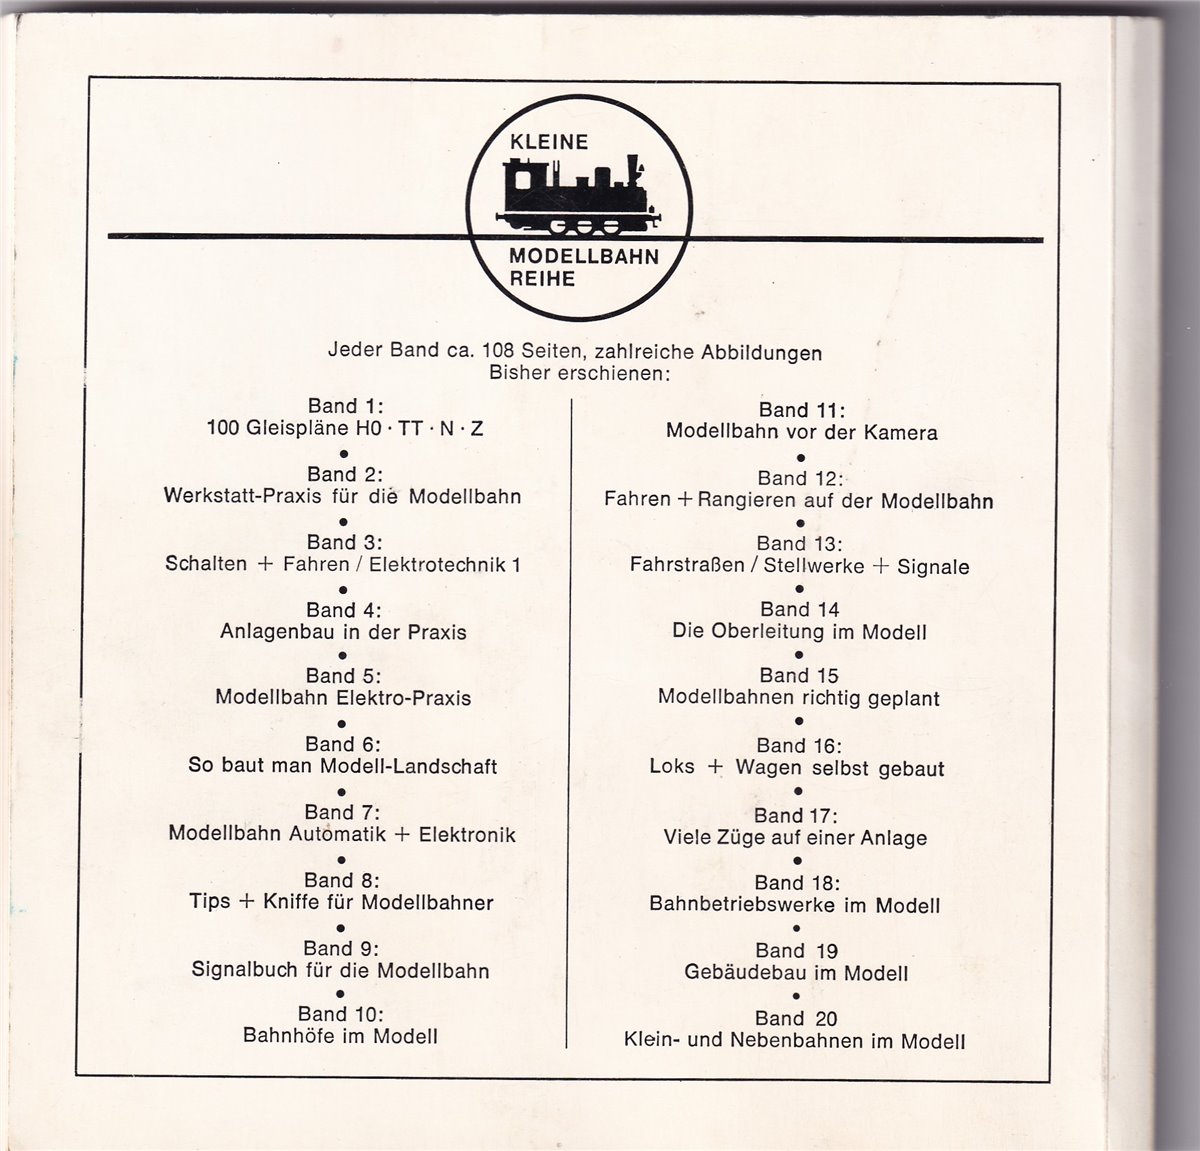 KLEINE
MODELLBAHN
REIHE
Jeder Band ca. 108 Seiten, zahlreiche Abbildungen
Bisher erschienen:
Band 1:
100 Gleispläne H0 · TT · N · Z
•
Band 2:
Werkstatt-Praxis für die Modellbahn
•
Band 3:
Schalten + Fahren / Elektrotechnik 1
•
Band 4:
Anlagenbau in der Praxis
•
Band 5:
Modellbahn Elektro-Praxis
•
Band 6:
So baut man Modell-Landschaft
•
Band 7:
Modellbahn Automatik + Elektronik
•
Band 8:
Tips + Kniffe für Modellbahner
•
Band 9:
Signalbuch für die Modellbahn
•
Band 10:
Bahnhöfe im Modell
Band 11:
Modellbahn vor der Kamera
•
Band 12:
Fahren + Rangieren auf der Modellbahn
•
Band 13:
Fahrstraßen / Stellwerke + Signale
•
Band 14
Die Oberleitung im Modell
•
Band 15
Modellbahnen richtig geplant
•
Band 16:
Loks + Wagen selbst gebaut
•
Band 17:
Viele Züge auf einer Anlage
•
Band 18:
Bahnbetriebswerke im Modell
•
Band 19
Gebäudebau im Modell
•
Band 20
Klein- und Nebenbahnen im Modell